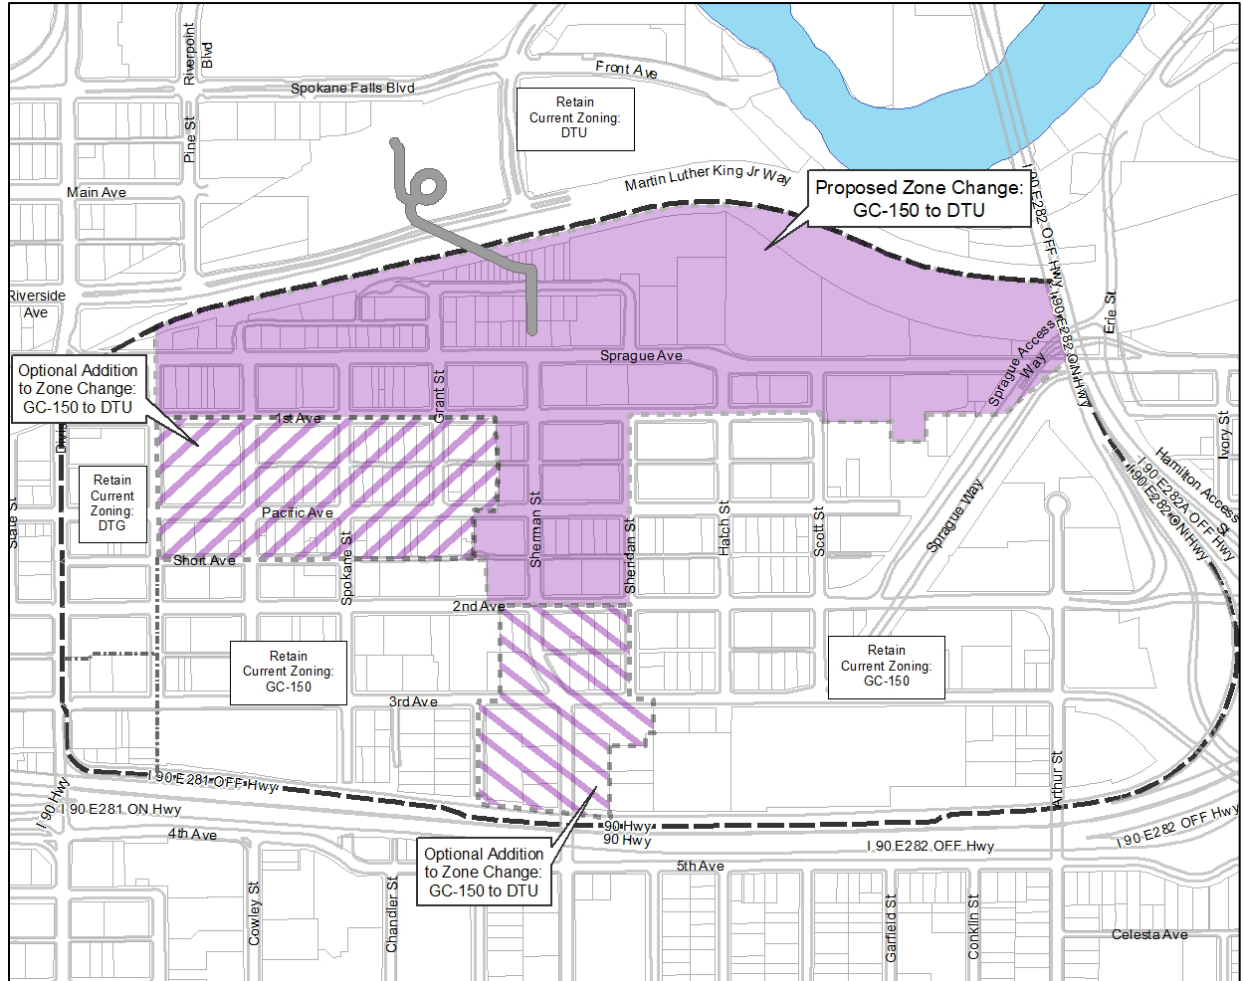 Riverpoint
Blvd
Front Ave
Spokane Falls Blvd
Retain
Current Zoning:
DTU
Pine St
Main Ave
Martin Luther King Jr Way
Proposed Zone Change:
GC-150 to DTU
I 90 E282 OFF Hwy
Riverside
Ave
I 90 E282 ON Hwy
Erie St
Sprague Ave
Sprague Access
Way
Optional Addition
to Zone Change:
GC-150 to DTU
Grant St
1st Ave
Divis
Ivory St
Retain
Current
Zoning:
DTG
Hamilton Access
St
I 90 E282A OFF Hwy
I 90 E282 ON Hwy
State St
Pacific Ave
Sherman St
Sheridan St
Hatch St
Scott St
Sprague Way
Short Ave
Spokane St
2nd Ave
Retain
Current Zoning:
GC-150
Retain
Current Zoning:
GC-150
3rd Ave
Arthur St
I 90 E281 OFF Hwy
I 90 Hwy
I 90 E281 ON Hwy
90 Hwy
90 Hwy
4th Ave
I 90 E282 OFF Hwy
I 90 E282 OFF Hwy
Optional Addition
to Zone Change:
GC-150 to DTU
5th Ave
Cowley St
Chandler St
Garfield St
Conklin St
Celesta Ave